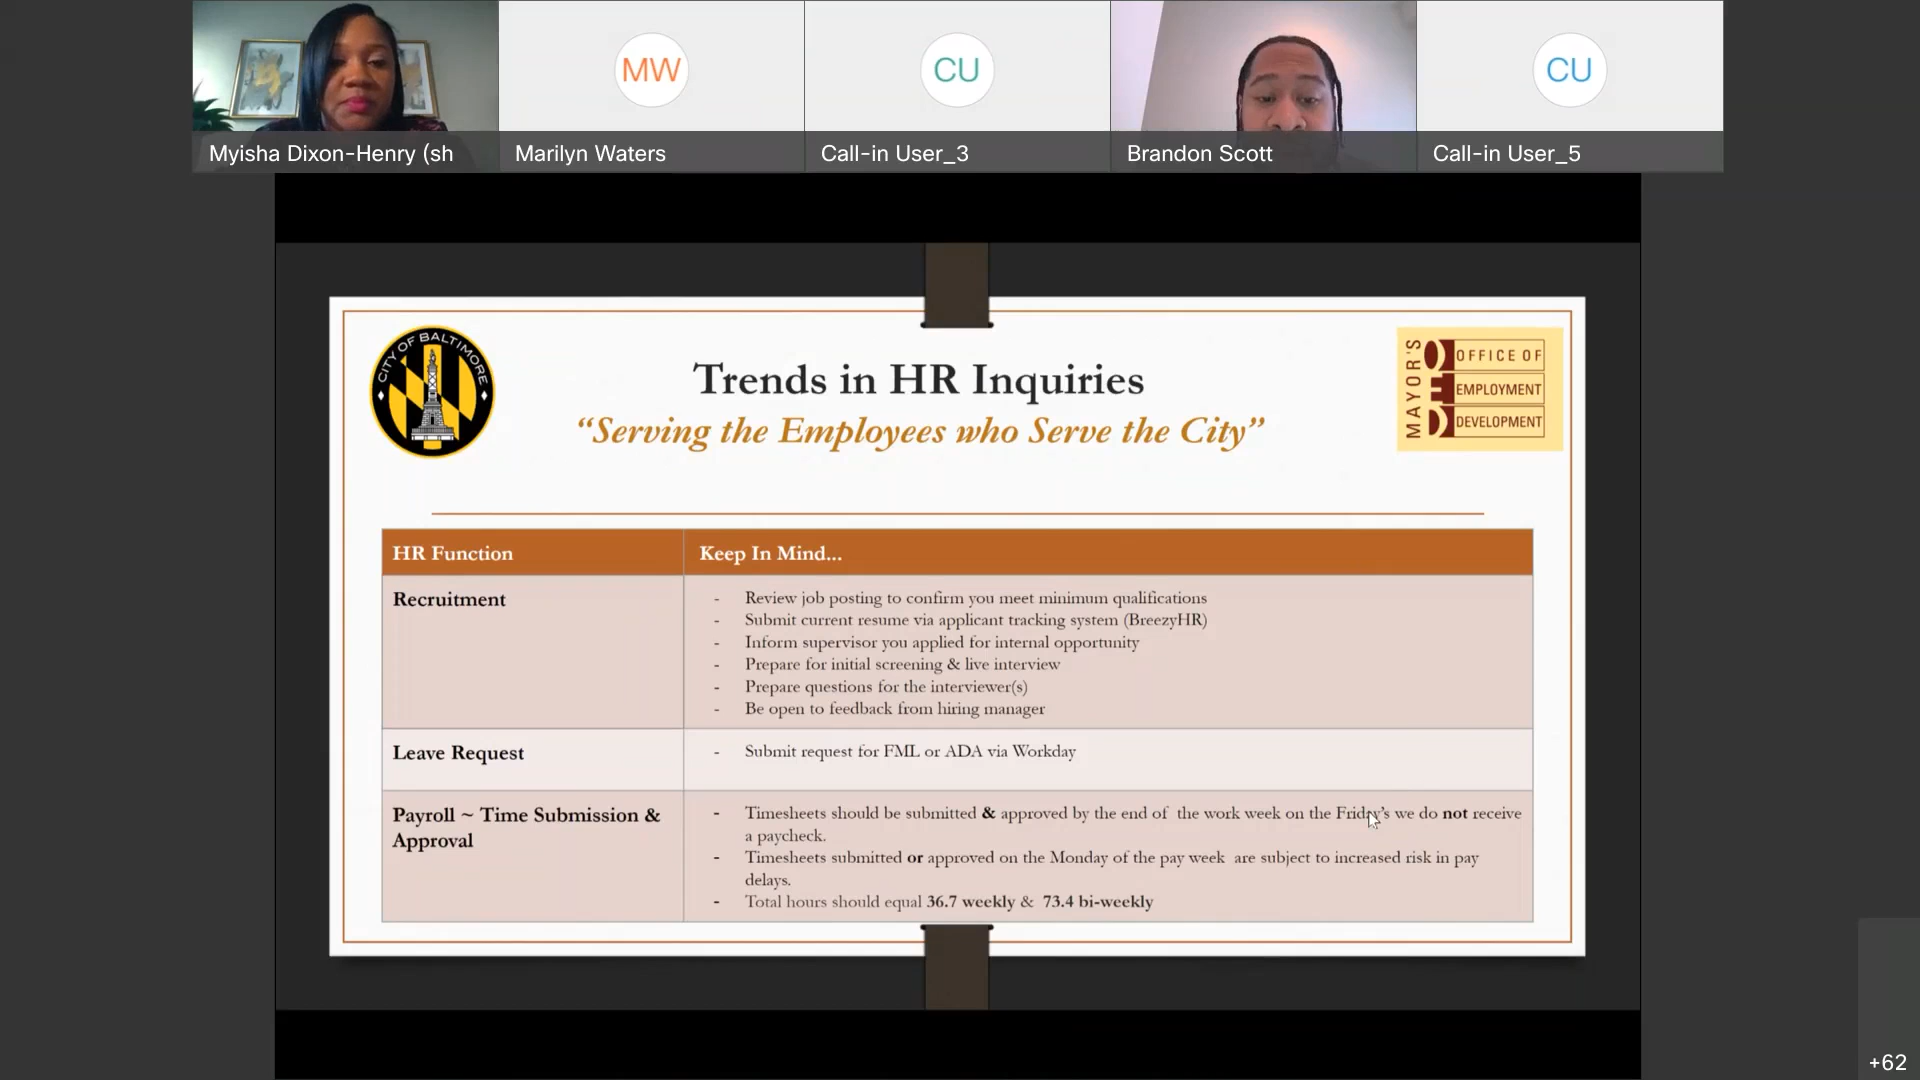 MW
CU
CU
Myisha Dixon-Henry (sh
Marilyn Waters
Call-in User_3
Brandon Scott
Call-in User_5
CITY OF BALTIMORE
Trends in HR Inquiries
“Serving the Employees who Serve the City”
MAYOR'S
OFFICE OF
EMPLOYMENT
DEVELOPMENT
OED
HR Function
Keep In Mind...
Recruitment
- Review job posting to confirm you meet minimum qualifications
- Submit current resume via applicant tracking system (BreezyHR)
- Inform supervisor you applied for internal opportunity
- Prepare for initial screening & live interview
- Prepare questions for the interviewer(s)
- Be open to feedback from hiring manager
Leave Request
- Submit request for FML or ADA via Workday
Payroll ~ Time Submission &
Approval
- Timesheets should be submitted & approved by the end of the work week on the Friday’s we do not receive
a paycheck.
- Timesheets submitted or approved on the Monday of the pay week are subject to increased risk in pay
delays.
- Total hours should equal 36.7 weekly & 73.4 bi-weekly
+62